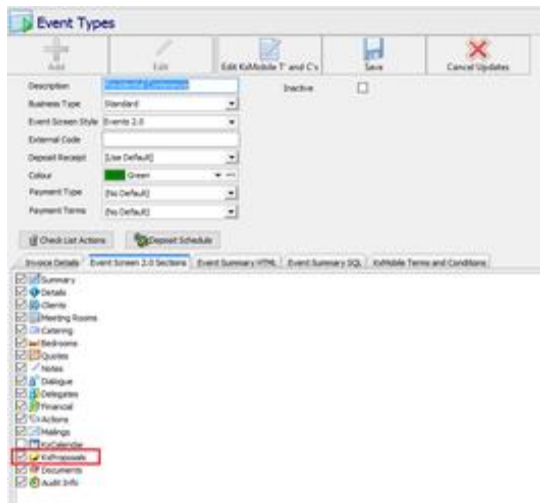 Event Types
Add
Edit
Edit KxMobile T' and C's
Save
Cancel Updates
Description
Residential Conference
Inactive
Business Type
Standard
Event Screen Style
Events 2.0
External Code
Deposit Receipt
[Use Default]
Colour
Green
Payment Type
[No Default]
Payment Terms
[No Default]
Check List Actions
Deposit Schedule
Invoice Details
Event Screen 2.0 Sections
Event Summary HTML
Event Summary SQL
KxMobile Terms and Conditions
Summary
Details
Clients
Meeting Rooms
Catering
Bedrooms
Quotes
Notes
Dialogue
Delegates
Financial
Actions
Mailings
KxCalendar
KxProposals
Documents
Audit Info